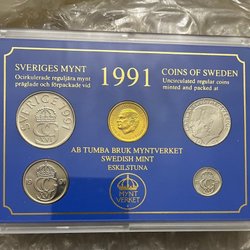 SVERIGES MYNT
Ocirkulerade reguljära mynt
präglade och förpackade vid
1991
COINS OF SWEDEN
Uncirculated regular coins
minted and packed at
SVERIGE 1991
AB TUMBA BRUK MYNTVERKET
SWEDISH MINT
ESKILSTUNA
MYNT
VERKET